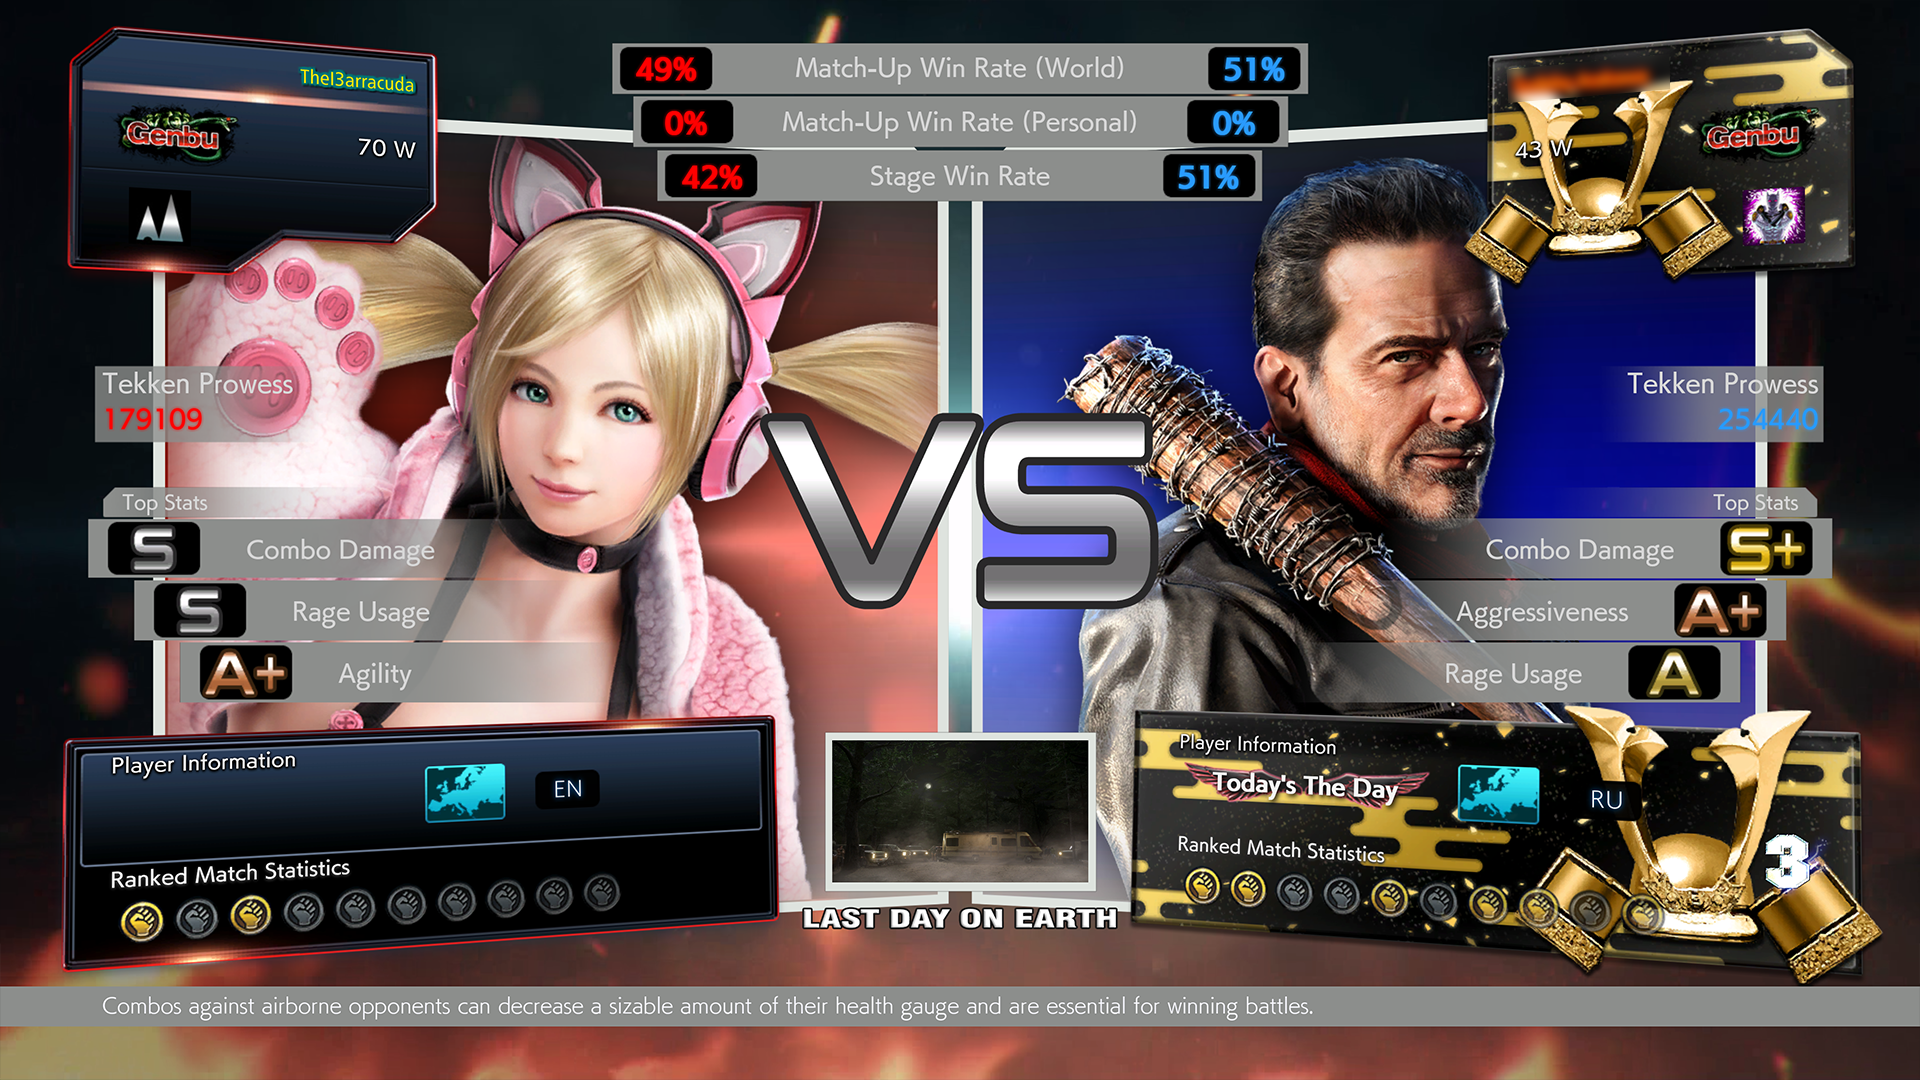 49% Match-Up Win Rate (World) 51%
0% Match-Up Win Rate (Personal) 0%
42% Stage Win Rate 51%
TheI3arracuda
Genbu
70 W
43 W
Genbu
Tekken Prowess
179109
Tekken Prowess
254440
VS
Top Stats
S Combo Damage
S Rage Usage
A+ Agility
Top Stats
Combo Damage S+
Aggressiveness A+
Rage Usage A
Player Information
EN
Ranked Match Statistics
Player Information
Today's The Day
RU
Ranked Match Statistics
3
LAST DAY ON EARTH
Combos against airborne opponents can decrease a sizable amount of their health gauge and are essential for winning battles.